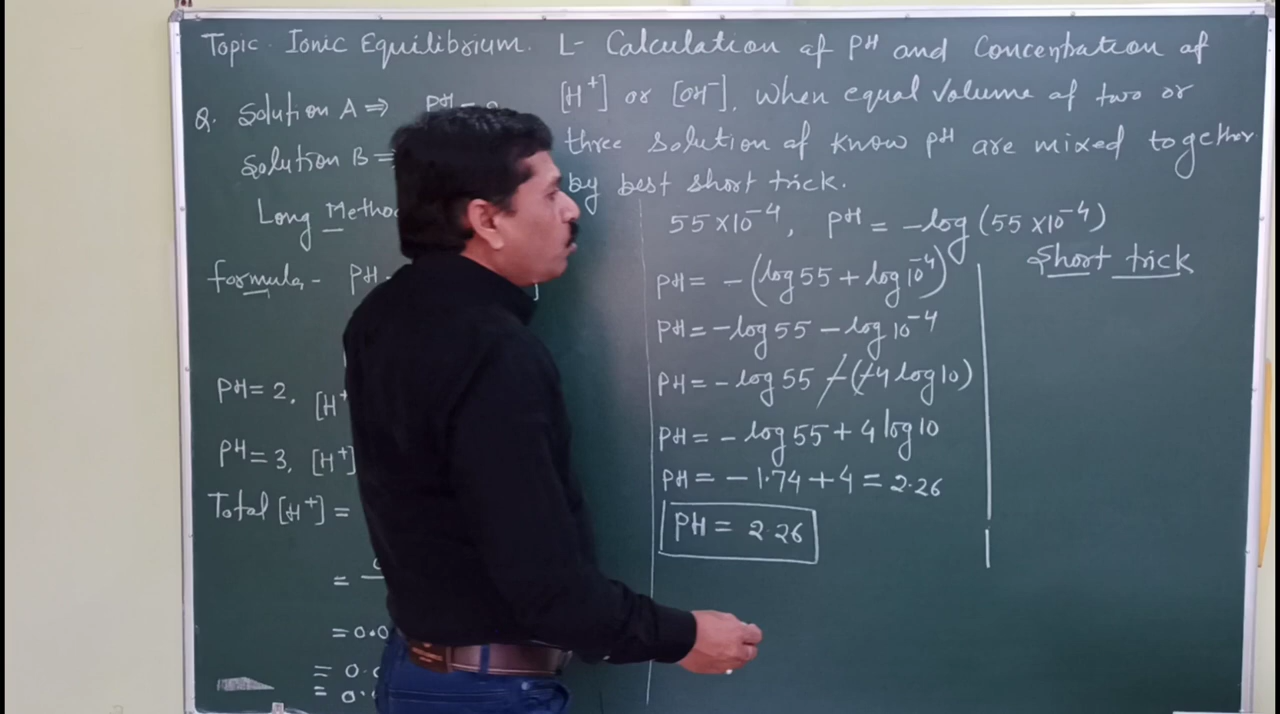 Topic. Ionic Equilibrium. L- Calculation of PH and Concentration of
[H+] or [OH-], when equal volume of two or
three solution of know PH are mixed together
by best short trick.
Q. Solution A ⇒ PH =
Solution B =
Long Metho
formula - PH
PH = 2, [H+
PH = 3, [H+]
Total [H+] =
=
= 0.0
= 0.
= 0.
55 × 10⁻⁴, PH = -log (55 × 10⁻⁴)
PH = - (log 55 + log 10⁻⁴)
PH = - log 55 - log 10⁻⁴
PH = - log 55 - (-4 log 10)
PH = - log 55 + 4 log 10
PH = - 1.74 + 4 = 2.26
PH = 2.26
Short trick